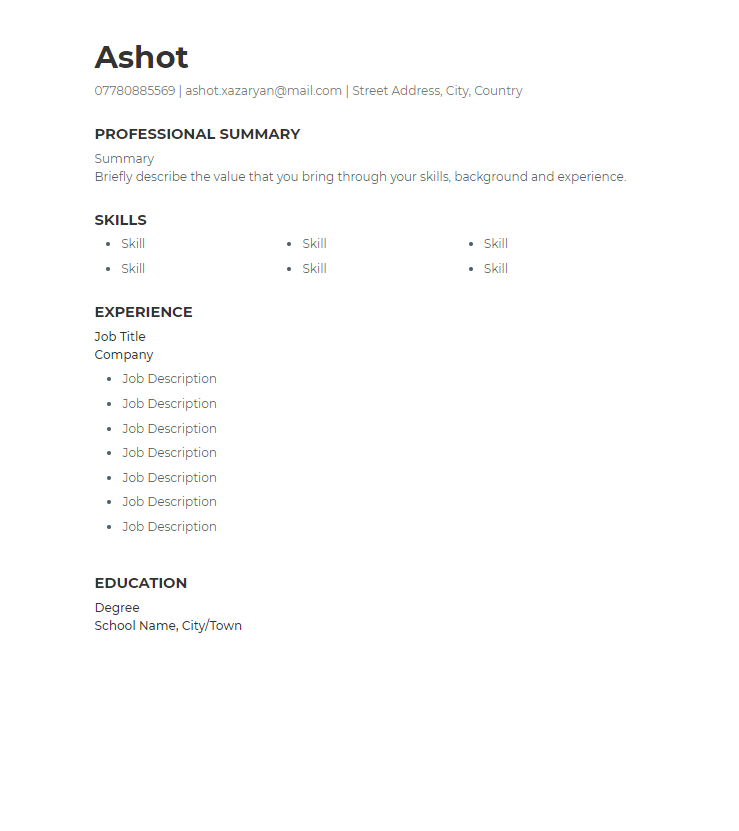 Ashot
07780885569 | ashot.xazaryan@mail.com | Street Address, City, Country
PROFESSIONAL SUMMARY
Summary
Briefly describe the value that you bring through your skills, background and experience.
SKILLS
• Skill • Skill • Skill
• Skill • Skill • Skill
EXPERIENCE
Job Title
Company
• Job Description
• Job Description
• Job Description
• Job Description
• Job Description
• Job Description
• Job Description
EDUCATION
Degree
School Name, City/Town